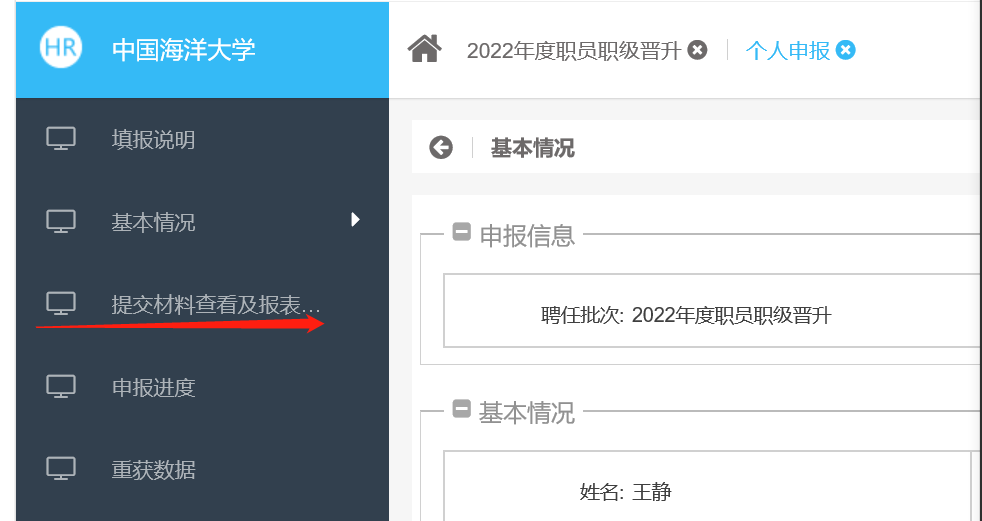 HR 中国海洋大学
2022年度职员职级晋升 个人申报
填报说明
基本情况
提交材料查看及报表...
申报进度
重获数据
基本情况
申报信息
聘任批次: 2022年度职员职级晋升
基本情况
姓名: 王静